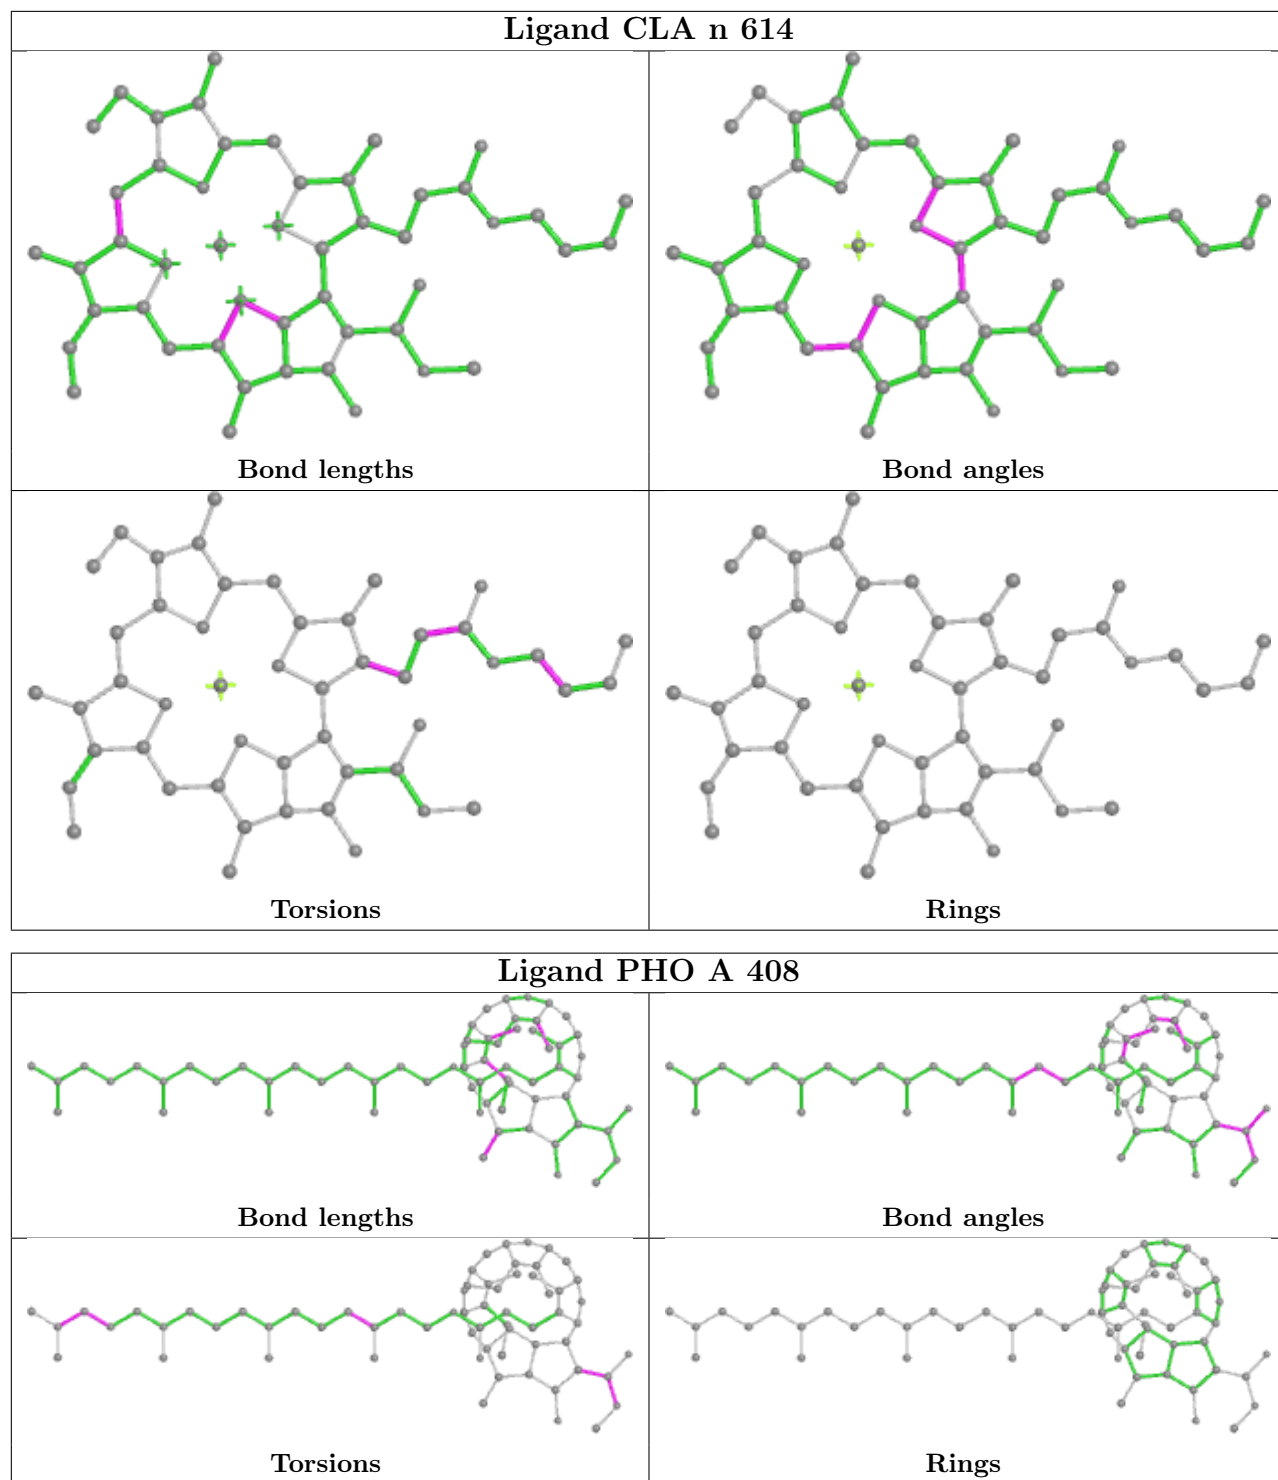 Ligand CLA n 614
Bond lengths
Bond angles
Torsions
Rings
Ligand PHO A 408
Bond lengths
Bond angles
Torsions
Rings